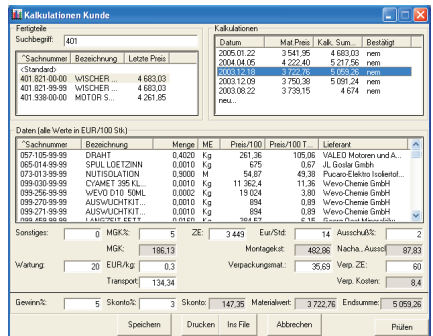 Kalkulationen Kunde
Fertigteile
Suchbegriff: 401
^Sachnummer Bezeichnung Letzte Preis
<Standard>
401.821-00-00 WISCHER ... 4 683,03
401.821-99-99 WISCHER ... 4 683,03
401.938-00-00 MOTOR S... 4 261,85
Kalkulationen
Datum Mat.Preis Kalk. Sum... Bestätigt
2005.01.22 3 541,95 4 683,03 nem
2004.04.05 4 222,40 5 217,56 nem
2003.12.18 3 722,76 5 059,26 nem
2003.12.09 3 750,38 5 091,24 nem
2003.08.22 3 739,15 4 674 nem
neu...
Daten (alle Werte in EUR/100 Stk)
^Sachnummer Bezeichnung Menge ME Preis/100 Preis/100 T... Lieferant
057-105-99-99 DRAHT 0,4020 Kg 261,36 105,06 VALEO Motoren und A...
065-014-99-99 SPUL LOETZINN 0,0010 Kg 675 0,67 JL Goslar GmbH
073-013-99-99 NUTISOLATION 0,9000 M 54,87 49,38 Pucaro-Elektro Isoliertof...
099-030-99-99 CYAMET 395 KL... 0,0010 Kg 11 362,4 11,36 Wevo-Chemie GmbH
099-256-99-99 WEVO D10 50ML 0,0002 Kg 19 024 3,80 Wevo-Chemie GmbH
099-270-99-99 AUSWUCHTKIT... 0,0010 Kg 894 0,89 Wevo-Chemie GmbH
099-271-99-99 AUSWUCHTKIT... 0,0010 Kg 894 0,89 Wevo-Chemie GmbH
Sonstiges: 0 MGK%: 5 ZE: 3 449 Eur/Std: 14 Ausschuß%: 2
MGK: 186,13 Montagekst: 482,86 Nacha., Aussch 87,83
Wartung: 20 EUR/kg: 0,3 Verpackungsmat.: 35,69 Verp. ZE: 60
Transport: 134,34 Verp. Kosten: 8,4
Gewinn%: 5 Skonto%: 3 Skonto: 147,35 Materialwert: 3 722,76 Endsumme: 5 059,26
Speichern Drucken Ins File Abbrechen Prüfen